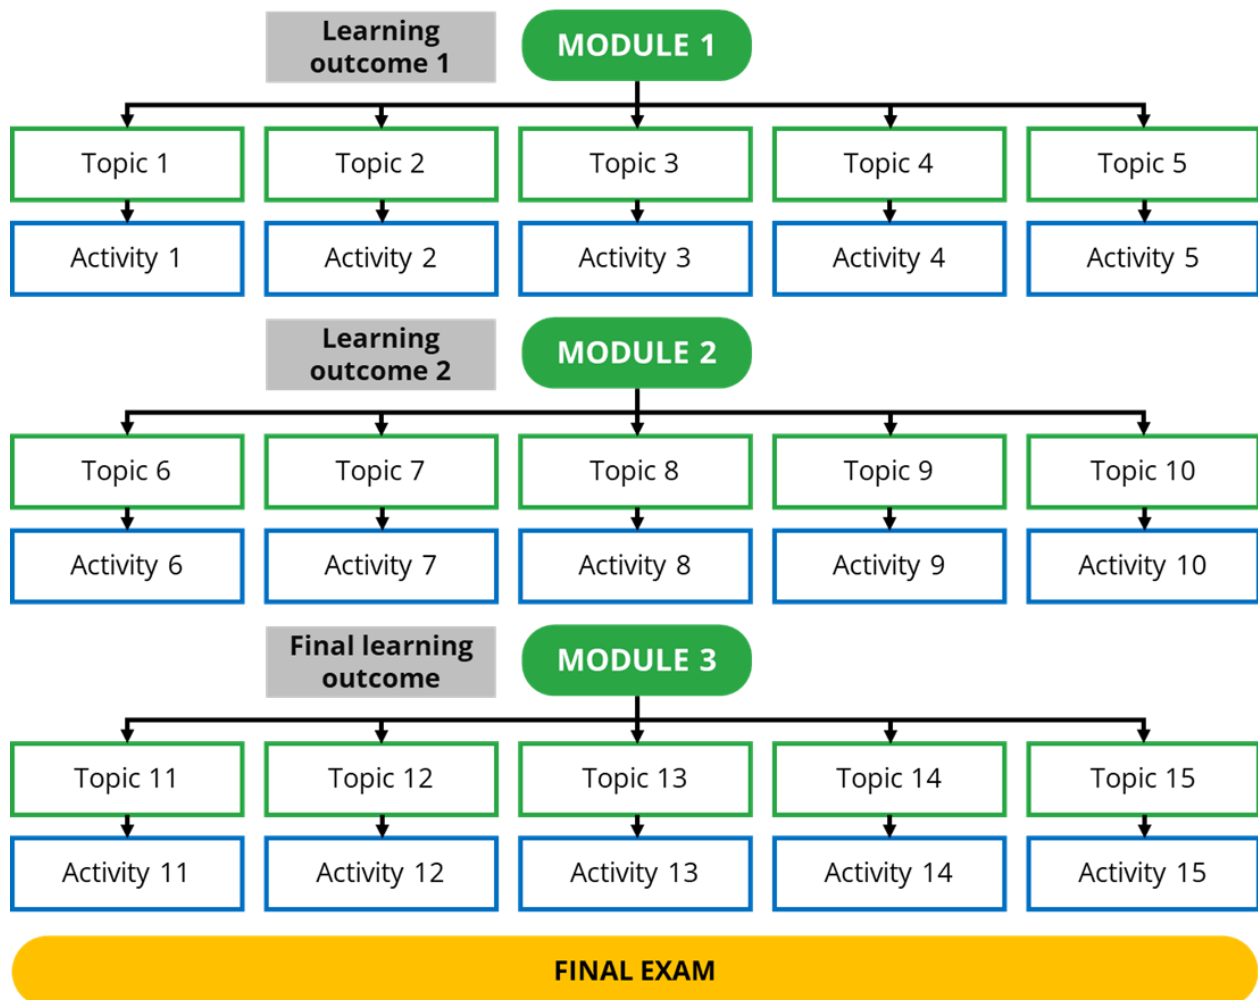 Learning
outcome 1
MODULE 1
Topic 1
Topic 2
Topic 3
Topic 4
Topic 5
Activity 1
Activity 2
Activity 3
Activity 4
Activity 5
Learning
outcome 2
MODULE 2
Topic 6
Topic 7
Topic 8
Topic 9
Topic 10
Activity 6
Activity 7
Activity 8
Activity 9
Activity 10
Final learning
outcome
MODULE 3
Topic 11
Topic 12
Topic 13
Topic 14
Topic 15
Activity 11
Activity 12
Activity 13
Activity 14
Activity 15
FINAL EXAM